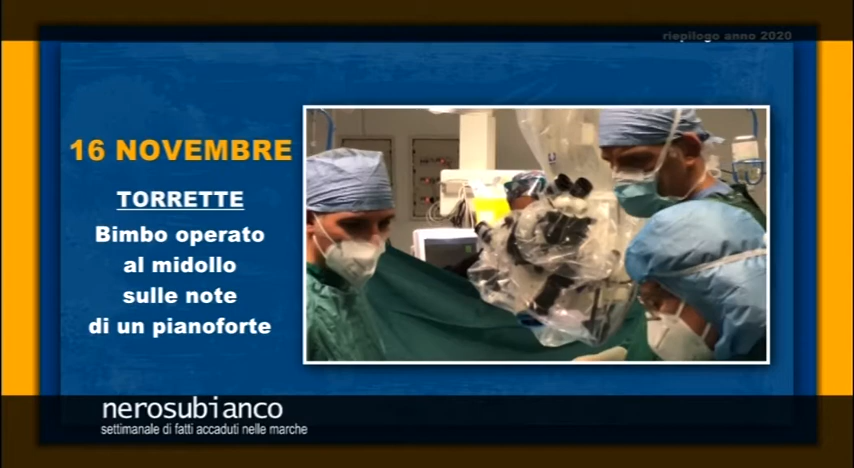 riepilogo anno 2020
16 NOVEMBRE
TORRETTE
Bimbo operato
al midollo
sulle note
di un pianoforte
nerosubianco
settimanale di fatti accaduti nelle marche